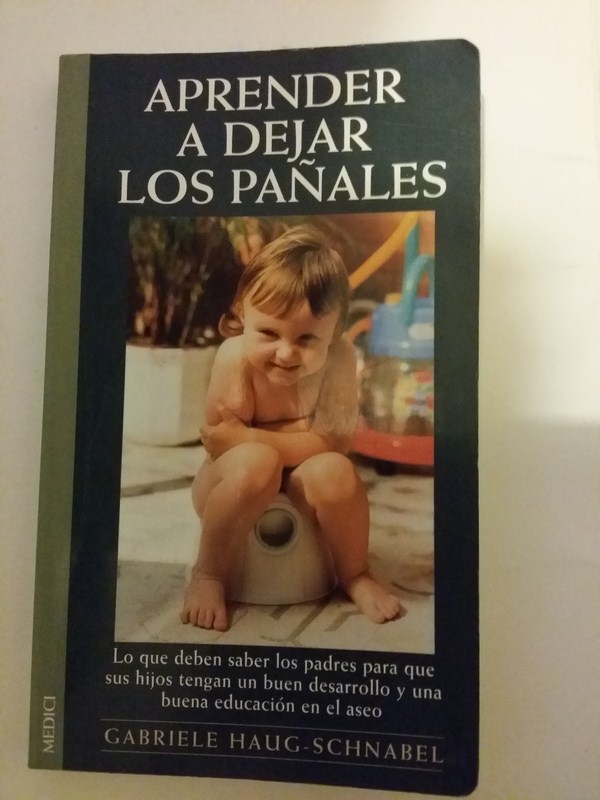 APRENDER
A DEJAR
LOS PAÑALES
Lo que deben saber los padres para que
sus hijos tengan un buen desarrollo y una
buena educación en el aseo
GABRIELE HAUG-SCHNABEL
MEDICI